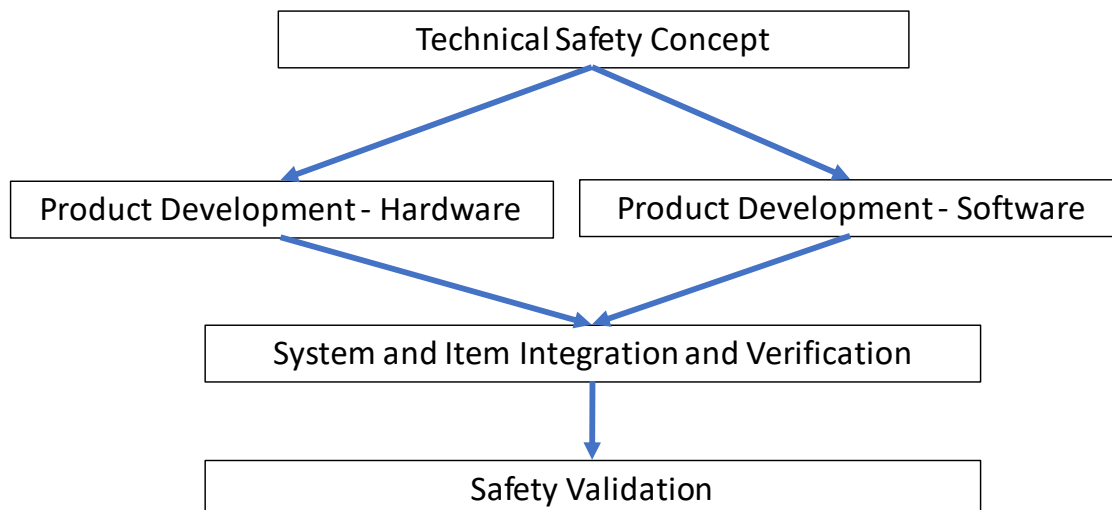 Technical Safety Concept
Product Development - Hardware
Product Development - Software
System and Item Integration and Verification
Safety Validation